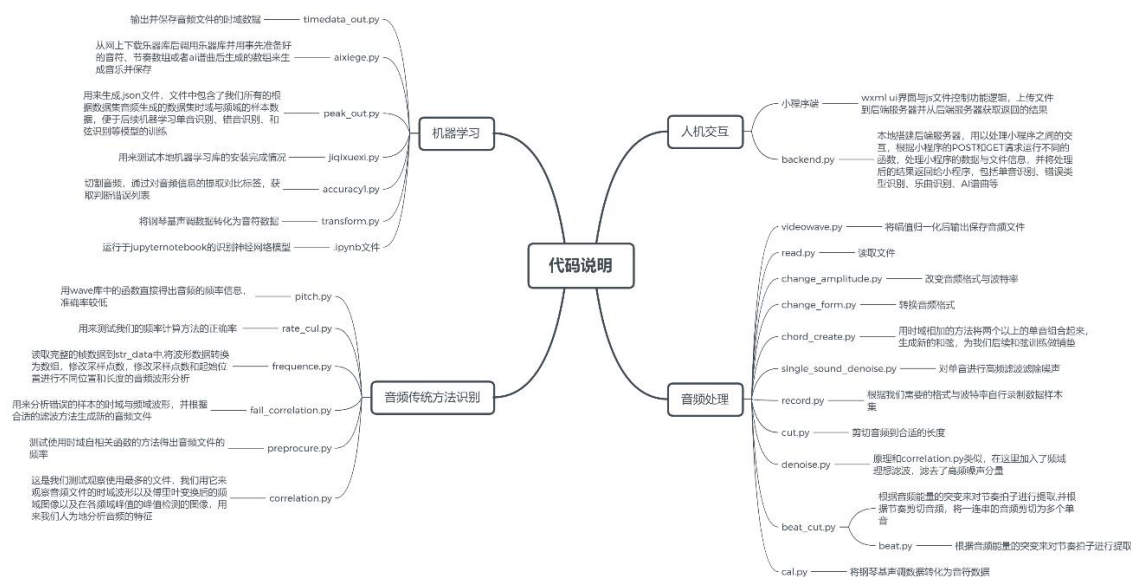 代码说明
机器学习
输出并保存音频文件的时域数据
timedata_out.py
从网上下载乐器库后调用乐器库并用事先准备好
的音符、节奏数组或者ai谱曲后生成的数组来生
成音乐并保存
aixiege.py
用来生成.json文件，文件中包含了我们所有的根
据数据集音频生成的数据集时域与频域的样本数
据，便于后续机器学习单音识别、错音识别、和
弦识别等模型的训练
peak_out.py
用来测试本地机器学习库的安装完成情况
jiqixuexi.py
切割音频，通过对音频信息的提取对比标签，获
取判断错误列表
accuracy1.py
将钢琴基声调数据转化为音符数据
transform.py
运行于jupyternotebook的识别神经网络模型
.ipynb文件
音频传统方法识别
用wave库中的函数直接得出音频的频率信息，
准确率较低
pitch.py
用来测试我们的频率计算方法的正确率
rate_cul.py
读取完整的帧数据到str_data中,将波形数据转换
为数组，修改采样点数，修改采样点数和起始位
置进行不同位置和长度的音频波形分析
frequence.py
用来分析错误的样本的时域与频域波形，并根据
合适的滤波方法生成新的音频文件
fail_correlation.py
测试使用时域自相关函数的方法得出音频文件的
频率
preprocure.py
这是我们测试观察使用最多的文件，我们用它来
观察音频文件的时域波形以及傅里叶变换后的频
域图像以及在各频域峰值的峰值检测的图像，用
来我们人为地分析音频的特征
correlation.py
人机交互
小程序端
wxml ui界面与js文件控制功能逻辑，上传文件
到后端服务器并从后端服务器获取返回的结果
backend.py
本地搭建后端服务器，用以处理小程序之间的交
互，根据小程序的POST和GET请求运行不同的
函数，处理小程序的数据与文件信息，并将处理
后的结果返回给小程序，包括单音识别、错误类
型识别、乐曲识别、AI谱曲等
音频处理
videowave.py
将幅值归一化后输出保存音频文件
read.py
读取文件
change_amplitude.py
改变音频格式与波特率
change_form.py
转换音频格式
chord_create.py
用时域相加的方法将两个以上的单音组合起来，
生成新的和弦，为我们后续和弦训练做铺垫
single_sound_denoise.py
对单音进行高频滤波滤除噪声
record.py
根据我们需要的格式与波特率自行录制数据样本
集
cut.py
剪切音频到合适的长度
denoise.py
原理和correlation.py类似，在这里加入了频域
理想滤波，滤去了高频噪声分量
beat_cut.py
根据音频能量的突变来对节奏拍子进行提取,并根
据节奏剪切音频，将一连串的音频剪切为多个单
音
beat.py
根据音频能量的突变来对节奏拍子进行提取
cal.py
将钢琴基声调数据转化为音符数据